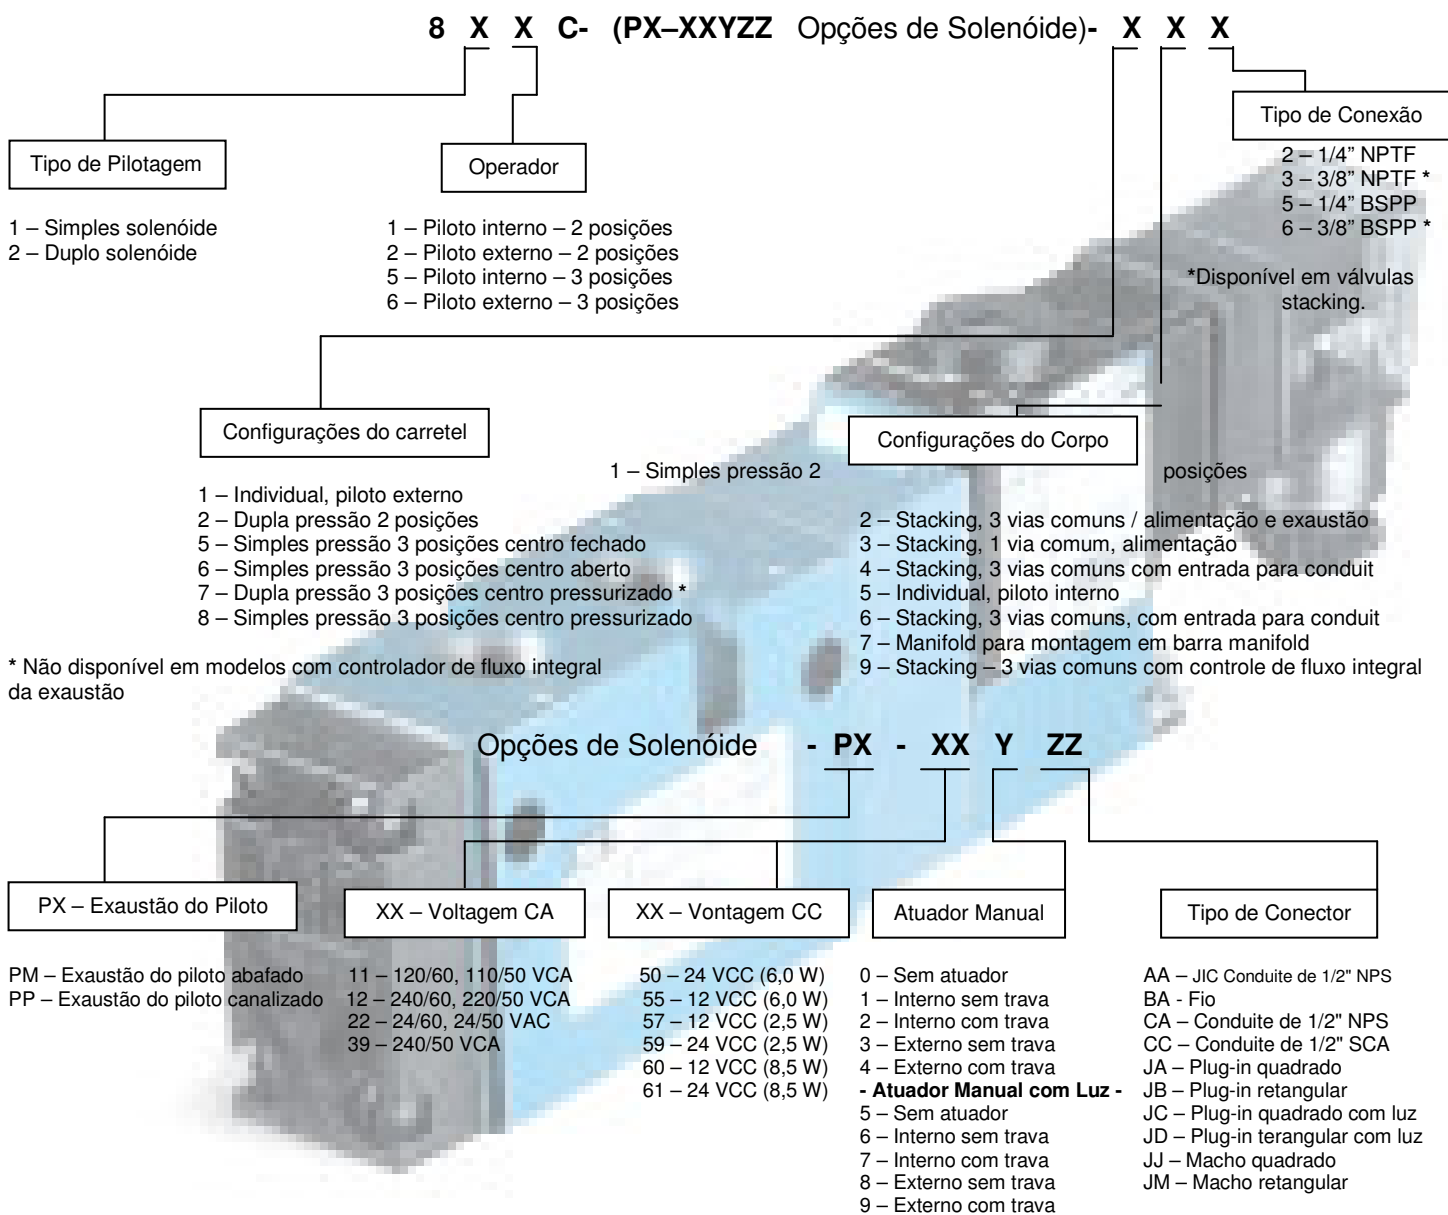 8 X X C- (PX–XXYZZ Opções de Solenóide)- X X X
Tipo de Conexão
2 – 1/4” NPTF
3 – 3/8” NPTF *
5 – 1/4” BSPP
6 – 3/8” BSPP *
*Disponível em válvulas
stacking.
Tipo de Pilotagem
1 – Simples solenóide
2 – Duplo solenóide
Operador
1 – Piloto interno – 2 posições
2 – Piloto externo – 2 posições
5 – Piloto interno – 3 posições
6 – Piloto externo – 3 posições
Configurações do carretel
1 – Individual, piloto externo
2 – Dupla pressão 2 posições
5 – Simples pressão 3 posições centro fechado
6 – Simples pressão 3 posições centro aberto
7 – Dupla pressão 3 posições centro pressurizado *
8 – Simples pressão 3 posições centro pressurizado
* Não disponível em modelos com controlador de fluxo integral
da exaustão
Configurações do Corpo
1 – Simples pressão 2 posições
2 – Stacking, 3 vias comuns / alimentação e exaustão
3 – Stacking, 1 via comum, alimentação
4 – Stacking, 3 vias comuns com entrada para conduit
5 – Individual, piloto interno
6 – Stacking, 3 vias comuns, com entrada para conduit
7 – Manifold para montagem em barra manifold
9 – Stacking – 3 vias comuns com controle de fluxo integral
Opções de Solenóide - PX - XX Y ZZ
PX – Exaustão do Piloto
PM – Exaustão do piloto abafado
PP – Exaustão do piloto canalizado
XX – Voltagem CA
11 – 120/60, 110/50 VCA
12 – 240/60, 220/50 VCA
22 – 24/60, 24/50 VAC
39 – 240/50 VCA
XX – Vontagem CC
50 – 24 VCC (6,0 W)
55 – 12 VCC (6,0 W)
57 – 12 VCC (2,5 W)
59 – 24 VCC (2,5 W)
60 – 12 VCC (8,5 W)
61 – 24 VCC (8,5 W)
Atuador Manual
0 – Sem atuador
1 – Interno sem trava
2 – Interno com trava
3 – Externo sem trava
4 – Externo com trava
- Atuador Manual com Luz -
5 – Sem atuador
6 – Interno sem trava
7 – Interno com trava
8 – Externo sem trava
9 – Externo com trava
Tipo de Conector
AA – JIC Conduite de 1/2" NPS
BA - Fio
CA – Conduite de 1/2" NPS
CC – Conduite de 1/2" SCA
JA – Plug-in quadrado
JB – Plug-in retangular
JC – Plug-in quadrado com luz
JD – Plug-in terangular com luz
JJ – Macho quadrado
JM – Macho retangular